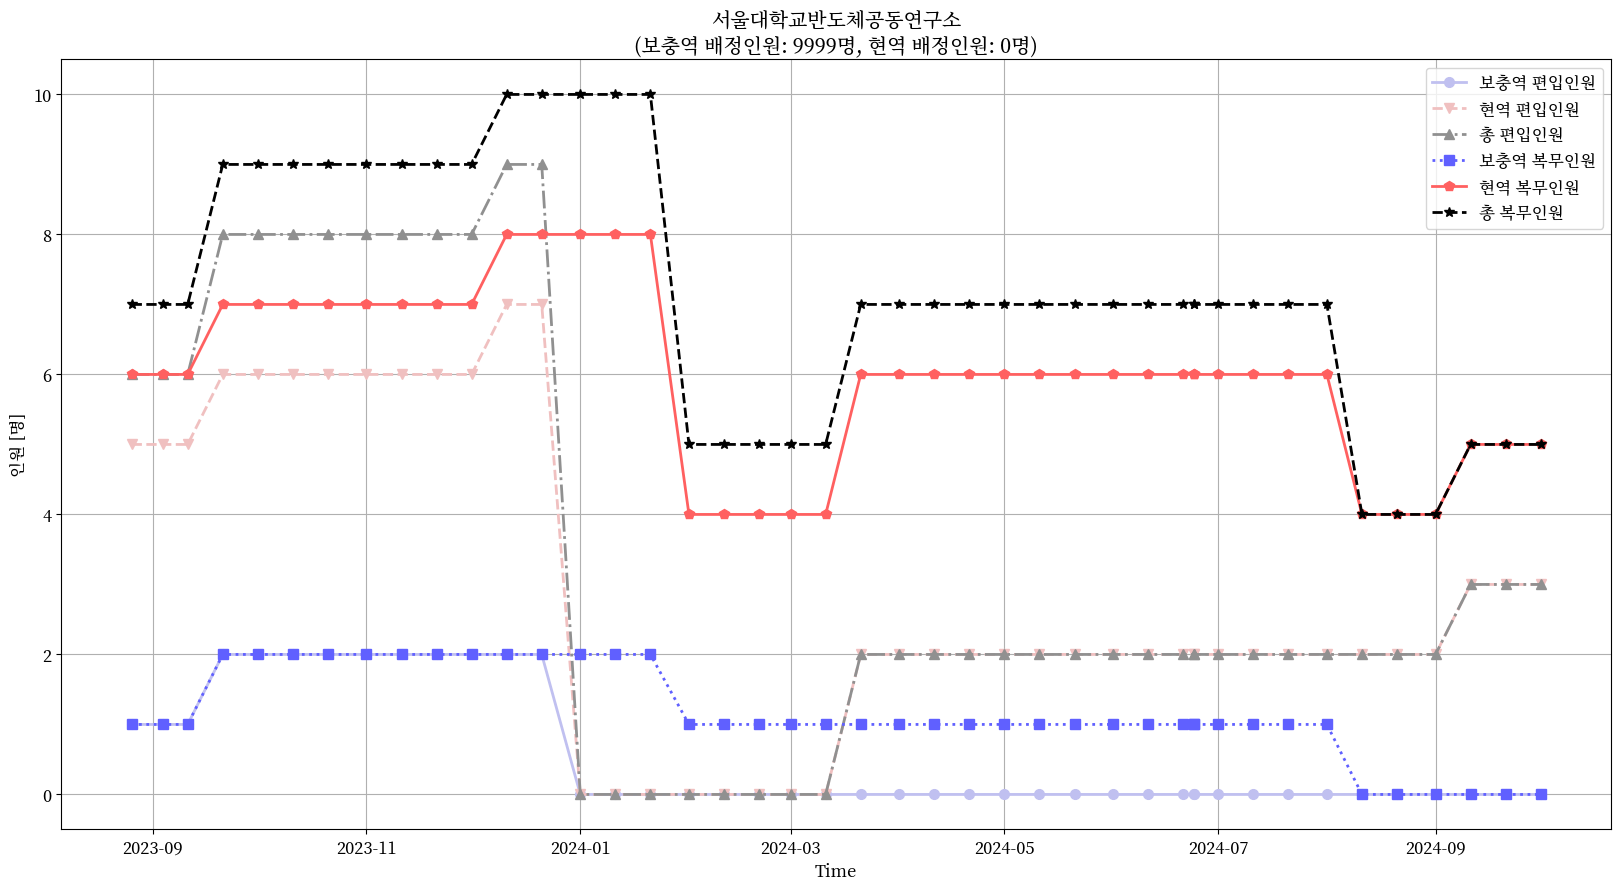 서울대학교반도체공동연구소
(보충역 배정인원: 9999명, 현역 배정인원: 0명)
보충역 편입인원
현역 편입인원
총 편입인원
보충역 복무인원
현역 복무인원
총 복무인원
인원 [명]
10
8
6
4
2
0
2023-09
2023-11
2024-01
2024-03
2024-05
2024-07
2024-09
Time